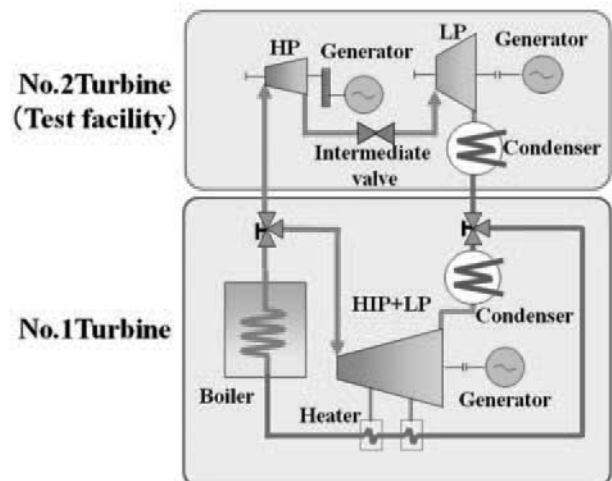 HP
Generator
LP
Generator
No.2Turbine
（Test facility）
Intermediate
valve
Condenser
No.1Turbine
HIP+LP
Condenser
Boiler
Heater
Generator